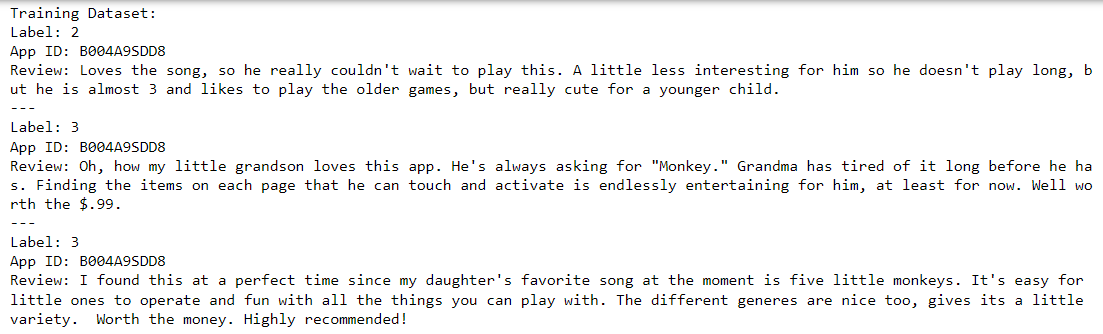 Training Dataset:
Label: 2
App ID: B004A9SDD8
Review: Loves the song, so he really couldn't wait to play this. A little less interesting for him so he doesn't play long, b
ut he is almost 3 and likes to play the older games, but really cute for a younger child.
---
Label: 3
App ID: B004A9SDD8
Review: Oh, how my little grandson loves this app. He's always asking for "Monkey." Grandma has tired of it long before he ha
s. Finding the items on each page that he can touch and activate is endlessly entertaining for him, at least for now. Well wo
rth the $.99.
---
Label: 3
App ID: B004A9SDD8
Review: I found this at a perfect time since my daughter's favorite song at the moment is five little monkeys. It's easy for
little ones to operate and fun with all the things you can play with. The different generes are nice too, gives its a little
variety.  Worth the money. Highly recommended!